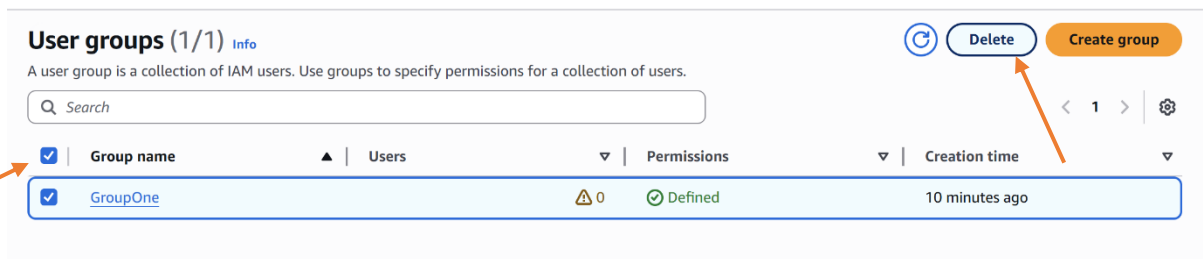 User groups (1/1) Info
Delete
Create group
A user group is a collection of IAM users. Use groups to specify permissions for a collection of users.
Search
1
Group name Users Permissions Creation time
GroupOne 0 Defined 10 minutes ago